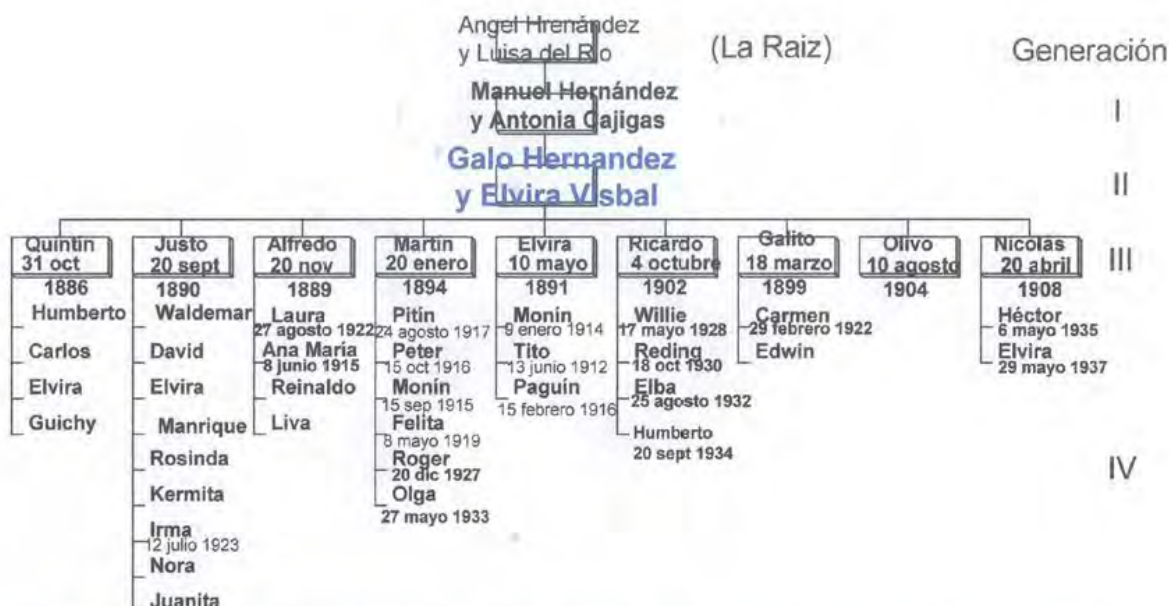 Angel Hrenández
y Luisa del Rio
(La Raiz)
Generación
Manuel Hernández
y Antonia Cajigas
I
Galo Hernandez
y Elvira Visbal
II
Quintín
31 oct
1886
Humberto
Carlos
Elvira
Guichy
Justo
20 sept
1890
Waldemar
David
Elvira
Manrique
Rosinda
Kermita
Irma
12 julio 1923
Nora
Juanita
Alfredo
20 nov
1889
Laura
27 agosto 1922
Ana María
8 junio 1915
Reinaldo
Liva
Martín
20 enero
1894
Pitín
24 agosto 1917
Peter
15 oct 1916
Monín
15 sep 1915
Felita
8 mayo 1919
Roger
20 dic 1927
Olga
27 mayo 1933
Elvira
10 mayo
1891
Monin
9 enero 1914
Tito
13 junio 1912
Paguín
15 febrero 1916
Ricardo
4 octubre
1902
Willie
17 mayo 1928
Reding
18 oct 1930
Elba
25 agosto 1932
Humberto
20 sept 1934
Galito
18 marzo
1899
Carmen
29 febrero 1922
Edwin
Olivo
10 agosto
1904
Nicolás
20 abril
1908
Héctor
6 mayo 1935
Elvira
29 mayo 1937
III
IV